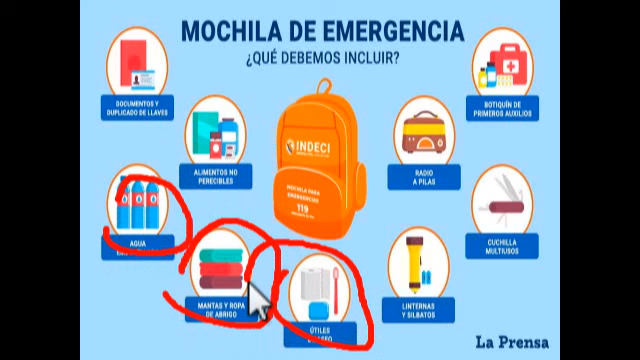 MOCHILA DE EMERGENCIA
¿QUÉ DEBEMOS INCLUIR?
DOCUMENTOS Y
DUPLICADO DE LLAVES
ALIMENTOS NO
PERECIBLES
AGUA
MANTAS Y ROPA
DE ABRIGO
ÚTILES
INDECI
MOCHILA PARA
EMERGENCIAS
119
RADIO
A PILAS
BOTIQUÍN DE
PRIMEROS AUXILIOS
CUCHILLA
MULTIUSOS
LINTERNAS
Y SILBATOS
La Prensa